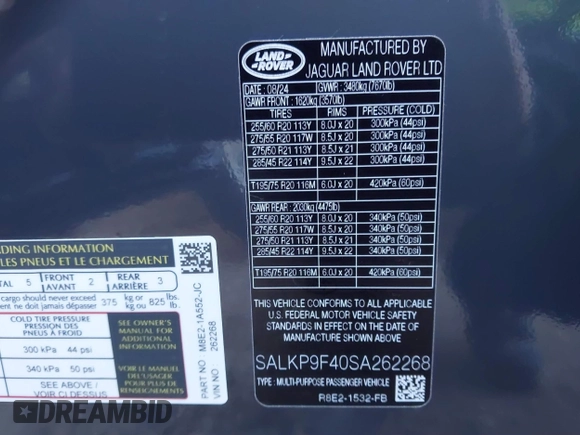 LAND
ROVER
MANUFACTURED BY
JAGUAR LAND ROVER LTD
DATE : 08/24 GVWR : 3480kg (7670lb)
GAWR FRONT : 1620kg (3570lb)
TIRES RIMS PRESSURE (COLD)
255/60 R20 113Y 8.0J x 20 300kPa (44psi)
275/55 R20 117W 8.5J x 20 300kPa (44psi)
275/50 R21 113Y 8.5J x 21 300kPa (44psi)
285/45 R22 114Y 9.5J x 22 300kPa (44psi)
T195/75 R20 116M 6.0J x 20 420kPa (60psi)
GAWR REAR : 2030kg (4475lb)
255/60 R20 113Y 8.0J x 20 340kPa (50psi)
275/55 R20 117W 8.5J x 20 340kPa (50psi)
275/50 R21 113Y 8.5J x 21 340kPa (50psi)
285/45 R22 114Y 9.5J x 22 340kPa (50psi)
T195/75 R20 116M 6.0J x 20 420kPa (60psi)
THIS VEHICLE CONFORMS TO ALL APPLICABLE
U.S. FEDERAL MOTOR VEHICLE SAFETY AND THEFT
PREVENTION STANDARDS IN EFFECT ON THE DATE
OF MANUFACTURE SHOWN ABOVE.
SALKP9F40SA262268
TYPE : MULTI-PURPOSE PASSENGER VEHICLE
R8E2-1532-FB
DING INFORMATION
LES PNEUS ET LE CHARGEMENT
TAL 5 FRONT AVANT 2 REAR ARRIÈRE 3
cargo should never exceed 375 kg or 825 lbs.
ne doit jamais dépasser kg ou lb.
COLD TIRE PRESSURE
PRESSION DES
PNEUS À FROID
300 kPa 44 psi
340 kPa 50 psi
SEE ABOVE /
VOIR CI DESSUS
SEE OWNER'S
MANUAL FOR
ADDITIONAL
INFORMATION
VOIR LE MANUEL
DE L'USAGER
POUR PLUS DE
RENSEIGNEMENTS
PART NO M8E2-1A552-JC
VIN NO 262268
DREAMBID